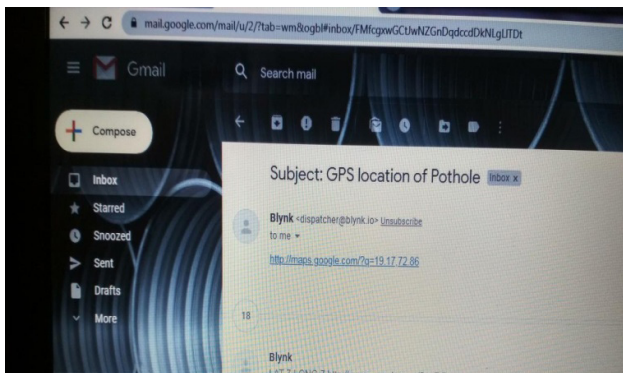 mail.google.com/mail/u/2/?tab=wm&ogbl#inbox/
Gmail
Search mail
Compose
Subject: GPS location of Pothole Inbox x
Inbox
Starred
Blynk <dispatcher@blynk.io> Unsubscribe
Snoozed
to me
Sent
http://maps.google.com/?q=19.17,72.86
Drafts
More
18
Blynk